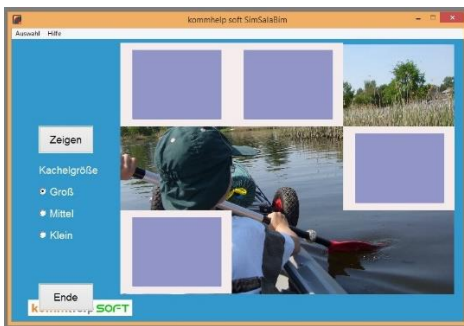 kommhelp soft SimSalaBim
Auswahl Hilfe
Zeigen
Kachelgröße
Groß
Mittel
Klein
Ende
SOFT